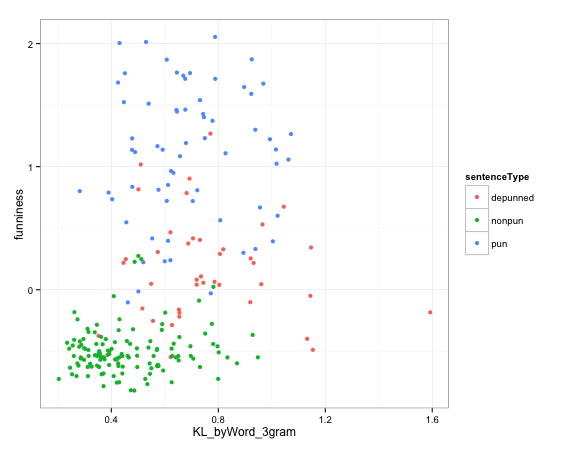 2
1
0
funniness
0.4 0.8 1.2 1.6
KL_byWord_3gram
sentenceType
depunned
nonpun
pun